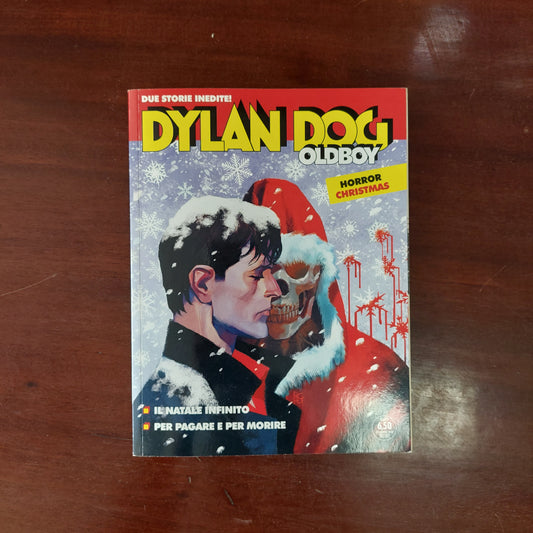 DUE STORIE INEDITE!
DYLAN DOG
OLDBOY
HORROR
CHRISTMAS
IL NATALE INFINITO
PER PAGARE E PER MORIRE
6,50